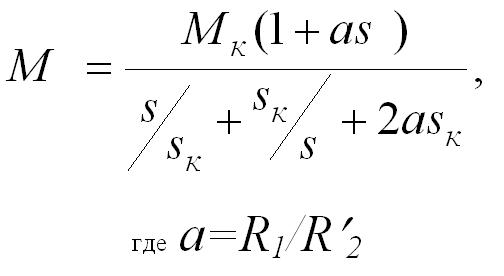 M = Mк(1 + as ) / (s/sк + sк/s + 2asк) ,
где a=R1/R′2